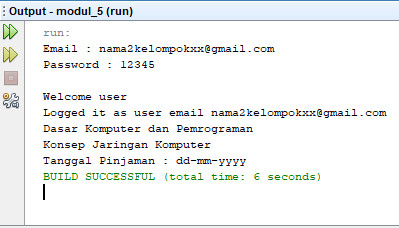 Output - modul_5 (run)
run:
Email : nama2kelompokxx@gmail.com
Password : 12345
Welcome user
Logged it as user email nama2kelompokxx@gmail.com
Dasar Komputer dan Pemrograman
Konsep Jaringan Komputer
Tanggal Pinjaman : dd-mm-yyyy
BUILD SUCCESSFUL (total time: 6 seconds)